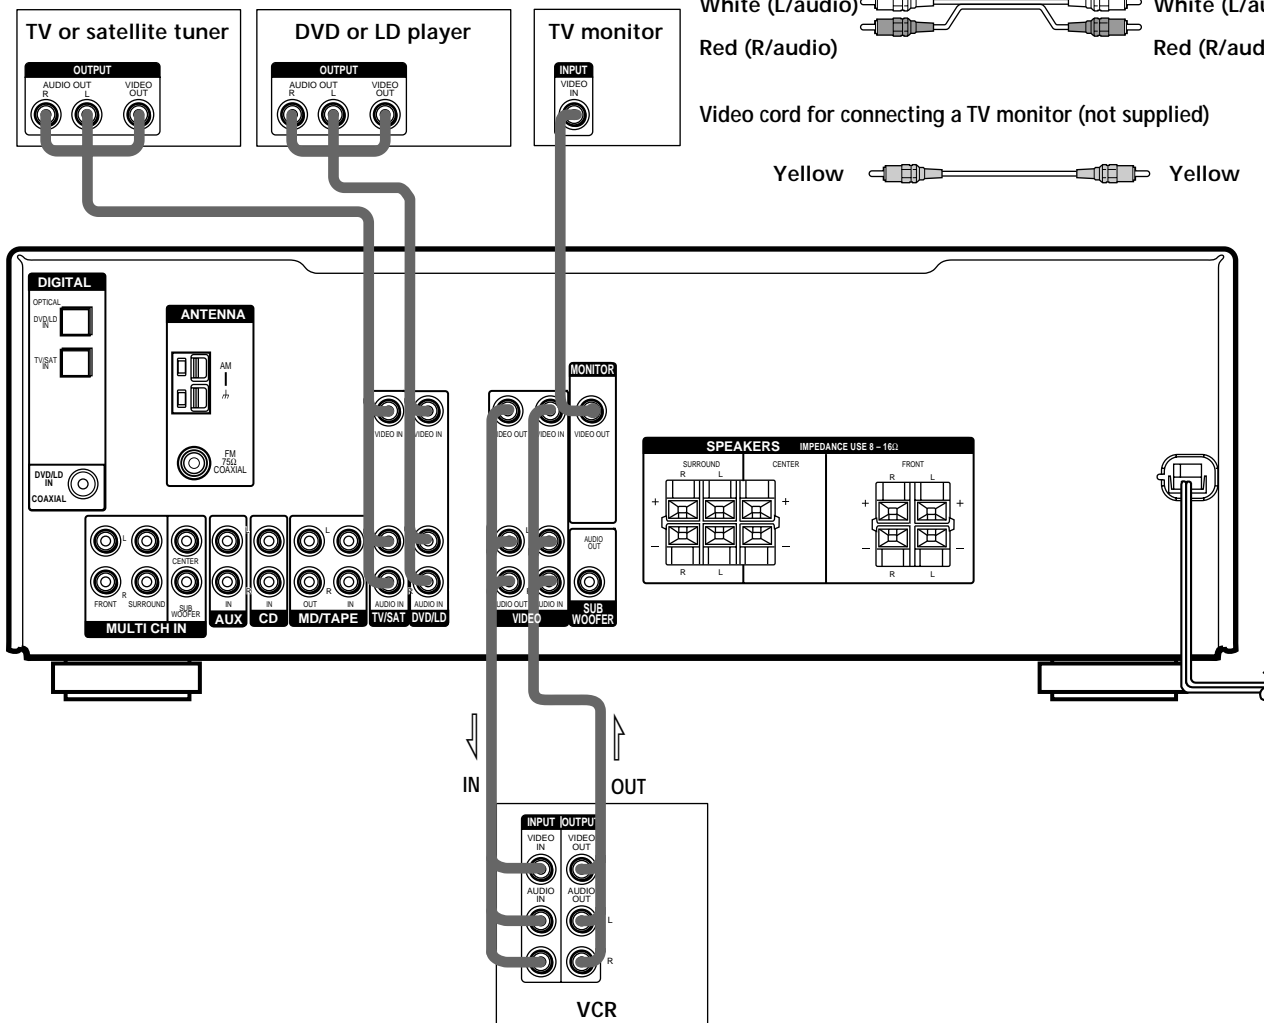 White (L/audio)
White (L/au
TV or satellite tuner
DVD or LD player
TV monitor
Red (R/audio)
Red (R/aud
OUTPUT
AUDIO OUT
R L
VIDEO
OUT
OUTPUT
AUDIO OUT
R L
VIDEO
OUT
INPUT
VIDEO
IN
Video cord for connecting a TV monitor (not supplied)
Yellow
Yellow
DIGITAL
OPTICAL
DVD/LD
IN
TV/SAT
IN
DVD/LD
IN
COAXIAL
ANTENNA
AM
FM
75Ω
COAXIAL
VIDEO IN
VIDEO IN
VIDEO OUT
VIDEO IN
MONITOR
VIDEO OUT
SPEAKERS IMPEDANCE USE 8 – 16Ω
SURROUND
R L
CENTER
FRONT
R L
+ +
+ +
– –
– –
R L
R L
L
L
L
L
CENTER
AUDIO
OUT
R
R
R
R
R
FRONT
SURROUND
SUB
WOOFER
IN
IN
OUT
IN
AUDIO IN
AUDIO IN
AUDIO OUT
AUDIO IN
MULTI CH IN
AUX
CD
MD/TAPE
TV/SAT
DVD/LD
VIDEO
SUB
WOOFER
IN
OUT
INPUT
OUTPU
VIDEO
IN
VIDEO
OUT
AUDIO
IN
AUDIO
OUT
L
R
VCR